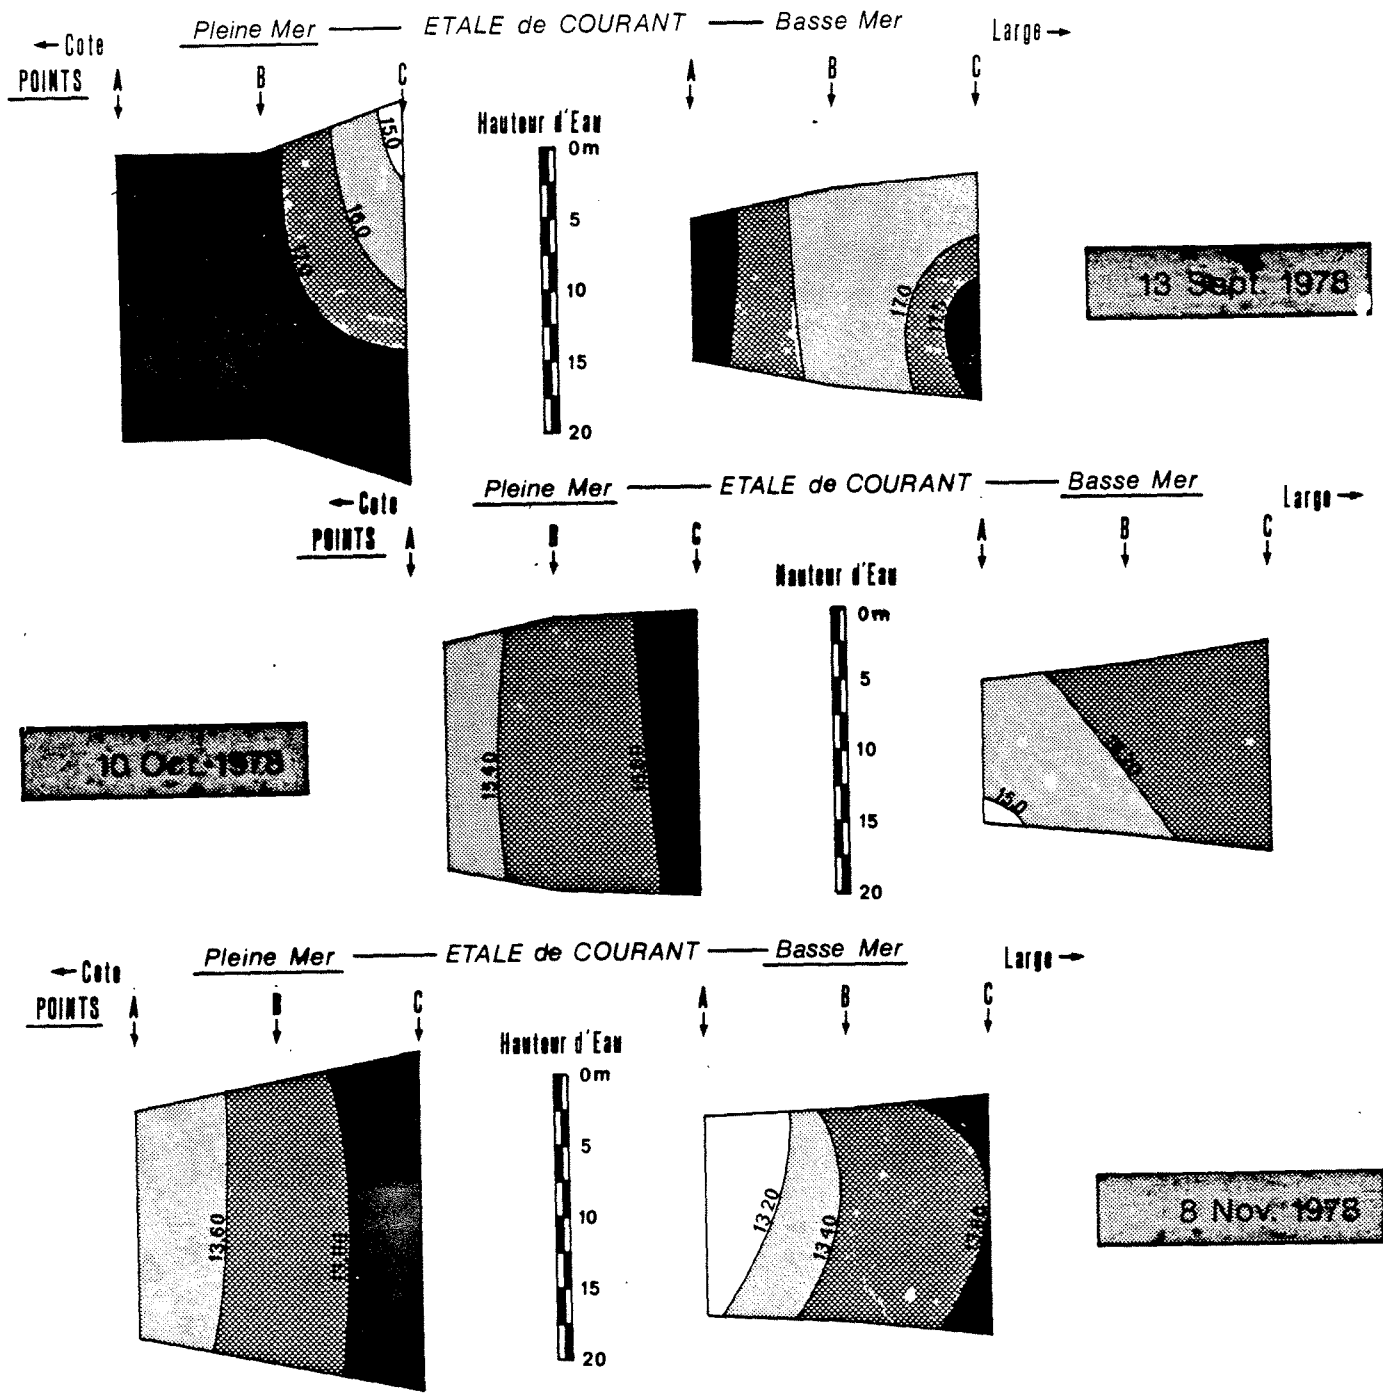 Pleine Mer — ETALE de COURANT — Basse Mer
←Cote Large→
POINTS A B C A B C
Hauteur d'Eau
0m
5
10
15
20
15.0
16.0
17.0
17.0
17.5
13 Sept. 1978
Pleine Mer — ETALE de COURANT — Basse Mer
←Cote Large→
POINTS A B C A B C
Hauteur d'Eau
0m
5
10
15
20
15.40
15.0
10 Oct. 1978
Pleine Mer — ETALE de COURANT — Basse Mer
←Cote Large→
POINTS A B C A B C
Hauteur d'Eau
0m
5
10
15
20
13.60
13.20
13.40
8 Nov. 1978